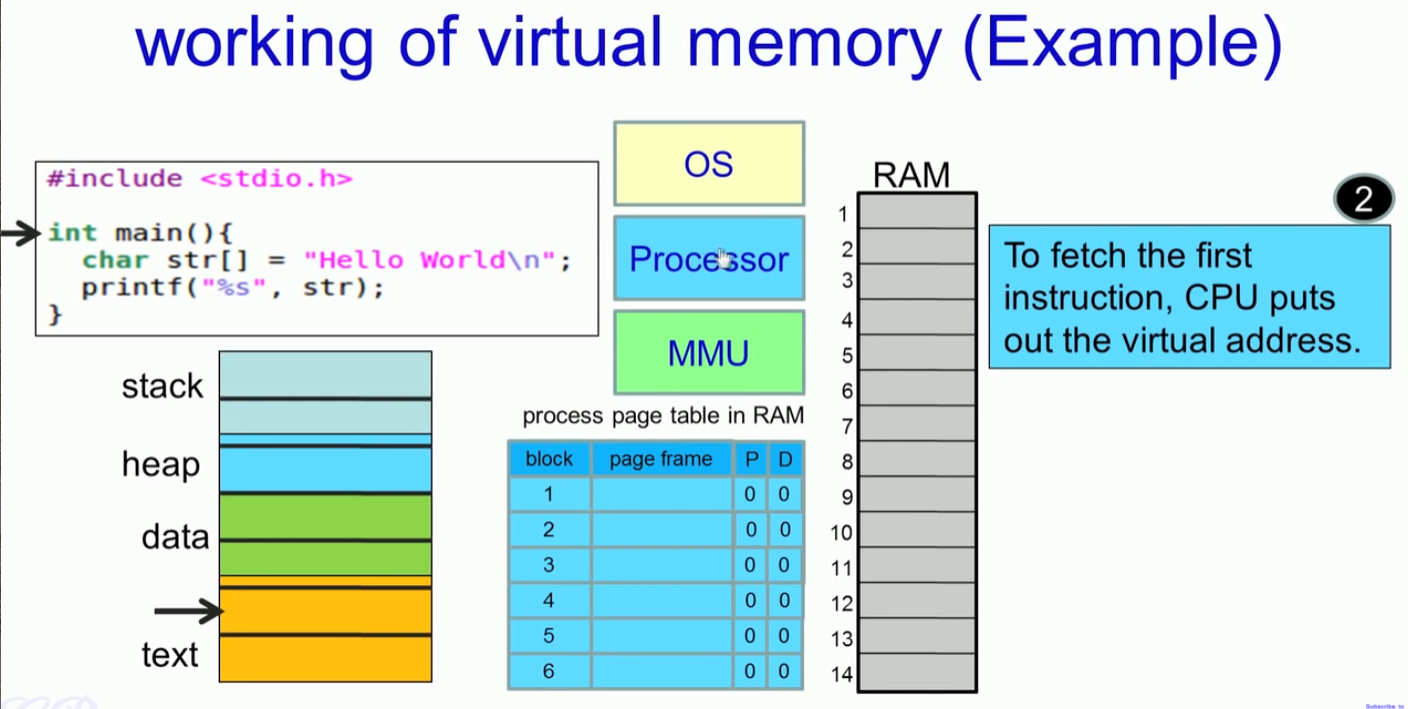 working of virtual memory (Example)
#include <stdio.h>
int main(){
char str[] = "Hello World\n";
printf("%s", str);
}
OS
Processor
MMU
stack
heap
data
text
process page table in RAM
block page frame P D
1 0 0
2 0 0
3 0 0
4 0 0
5 0 0
6 0 0
RAM
1
2
3
4
5
6
7
8
9
10
11
12
13
14
2
To fetch the first
instruction, CPU puts
out the virtual address.
Subscribe to